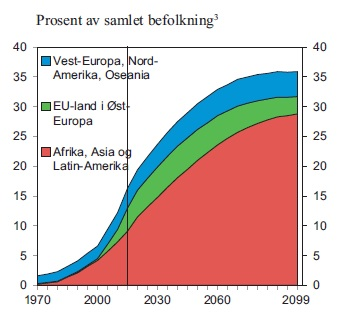 Prosent av samlet befolkning³
40
35
30
25
20
15
10
5
0
Vest-Europa, Nord-
Amerika, Oseania
EU-land i Øst-
Europa
Afrika, Asia og
Latin-Amerika
40
35
30
25
20
15
10
5
0
1970 2000 2030 2060 2099